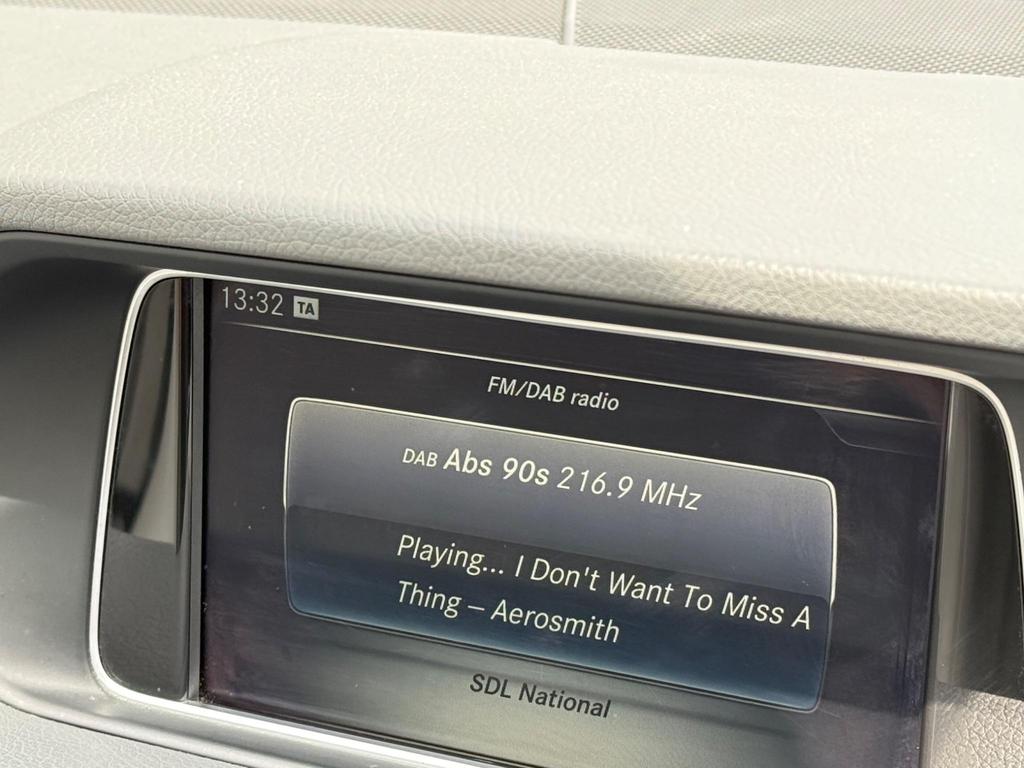 13:32 TA
FM/DAB radio
DAB Abs 90s 216.9 MHz
Playing... I Don't Want To Miss A
Thing – Aerosmith
SDL National